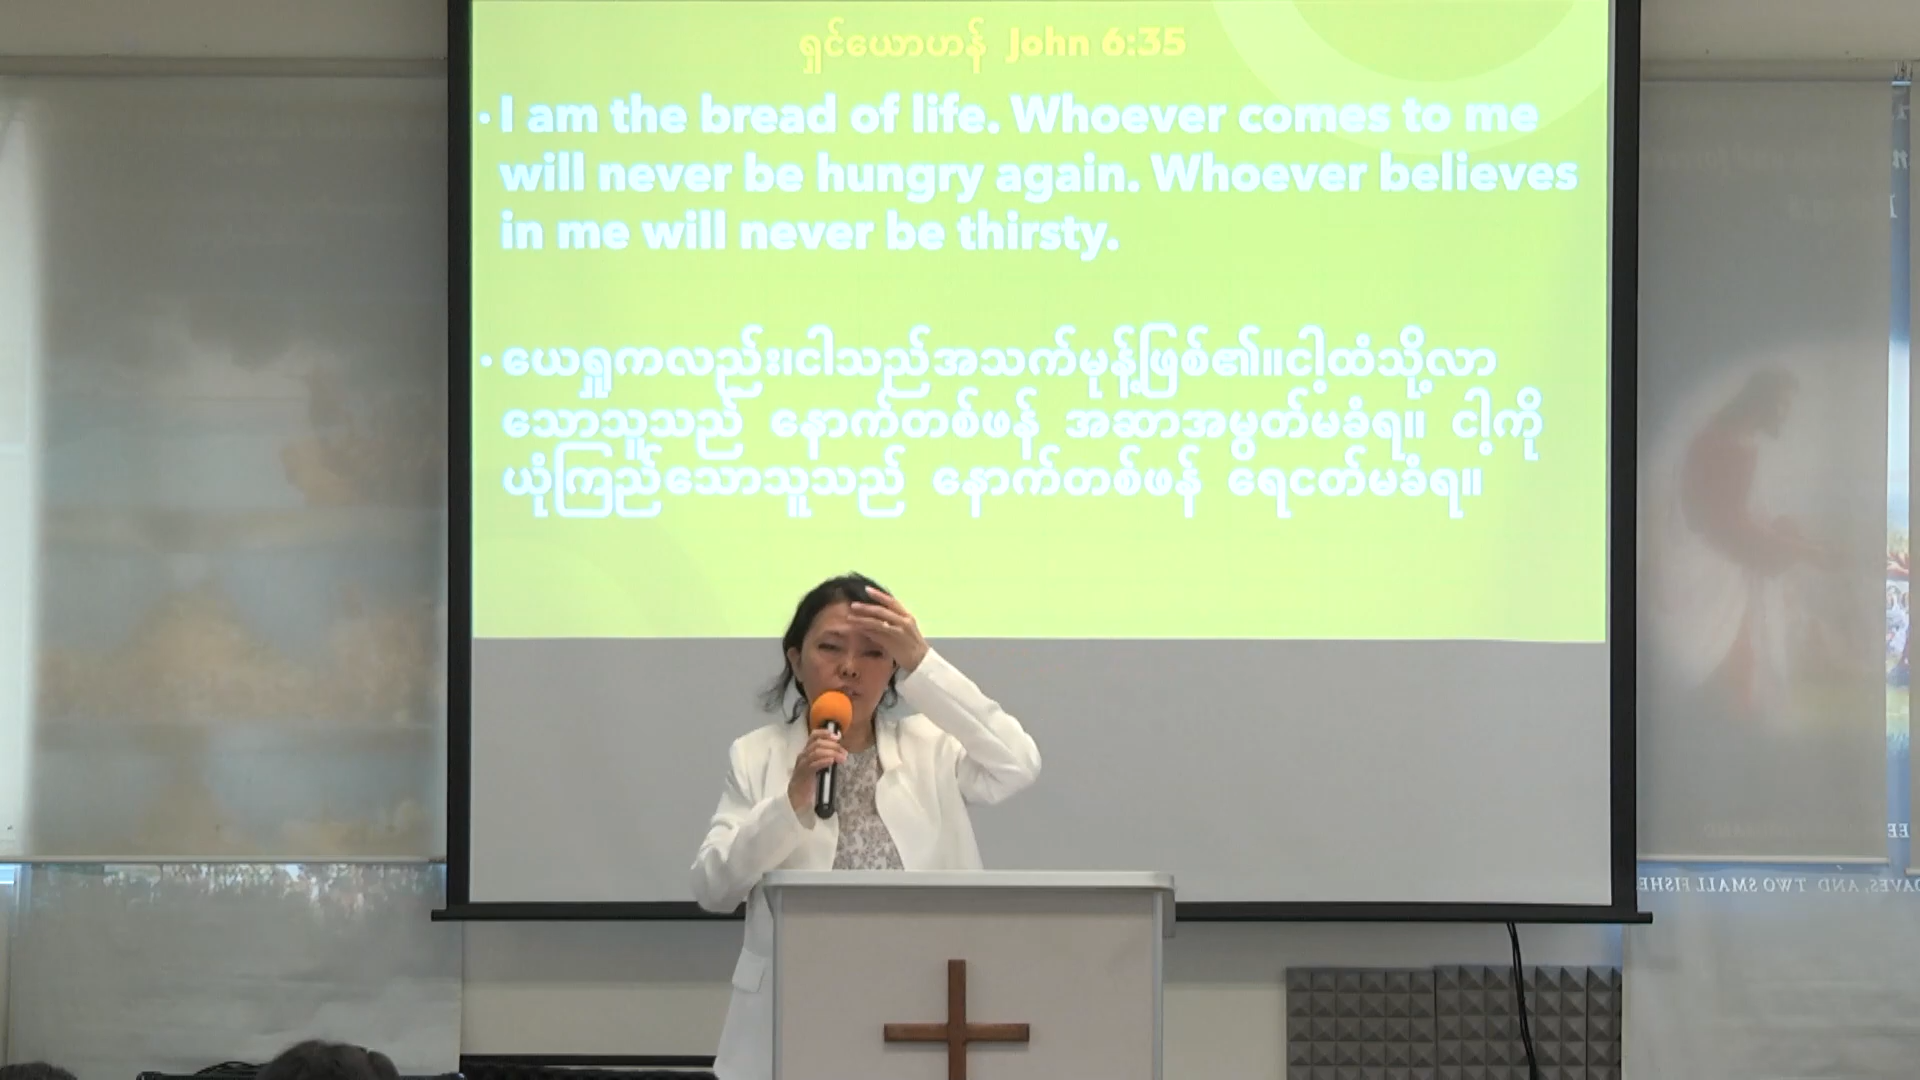 ရှင်ယောဟန် John 6:35
• I am the bread of life. Whoever comes to me
will never be hungry again. Whoever believes
in me will never be thirsty.
• ယေရှုကလည်း၊ငါသည်အသက်မုန့်ဖြစ်၏။ငါ့ထံသို့လာ
သောသူသည် နောက်တစ်ဖန် အဆာအမွတ်မခံရ။ ငါ့ကို
ယုံကြည်သောသူသည် နောက်တစ်ဖန် ရေငတ်မခံရ။
AND TWO SMALL FISHE